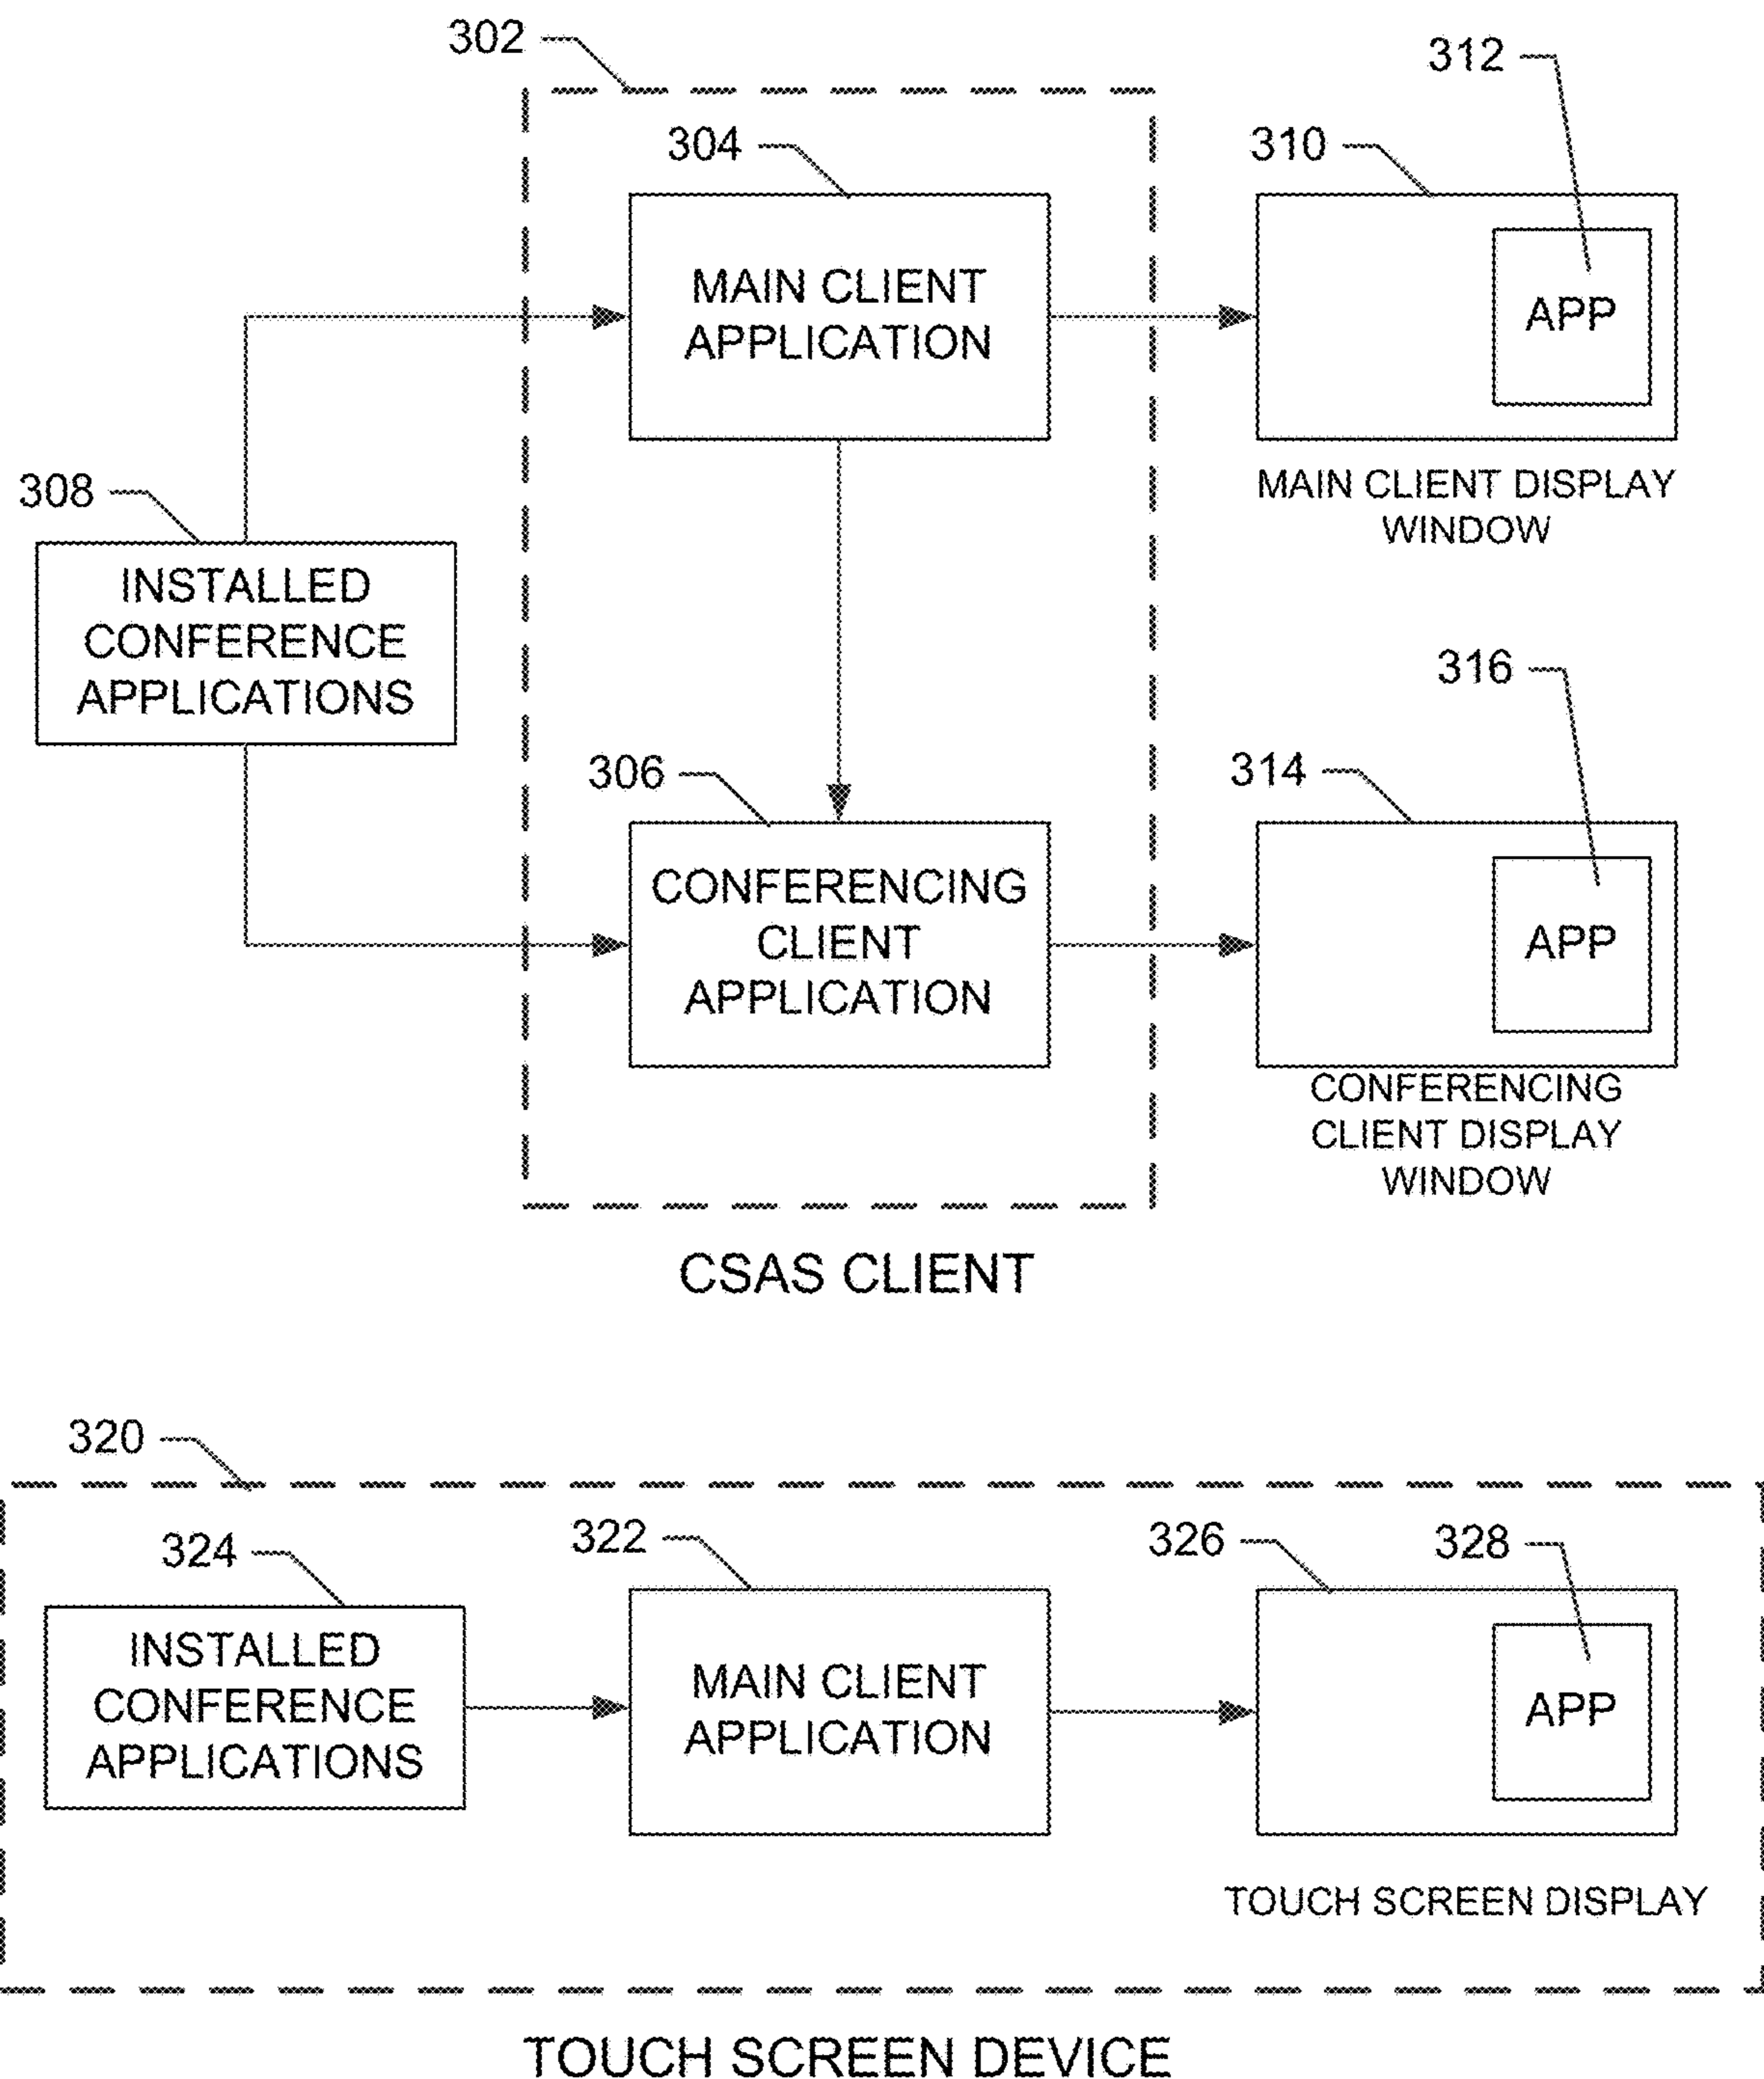 302
312
304
310
MAIN CLIENT
APPLICATION
APP
308
MAIN CLIENT DISPLAY
WINDOW
INSTALLED
CONFERENCE
APPLICATIONS
316
306
314
CONFERENCING
CLIENT
APPLICATION
APP
CONFERENCING
CLIENT DISPLAY
WINDOW
CSAS CLIENT
320
324
322
326
328
INSTALLED
CONFERENCE
APPLICATIONS
MAIN CLIENT
APPLICATION
APP
TOUCH SCREEN DISPLAY
TOUCH SCREEN DEVICE